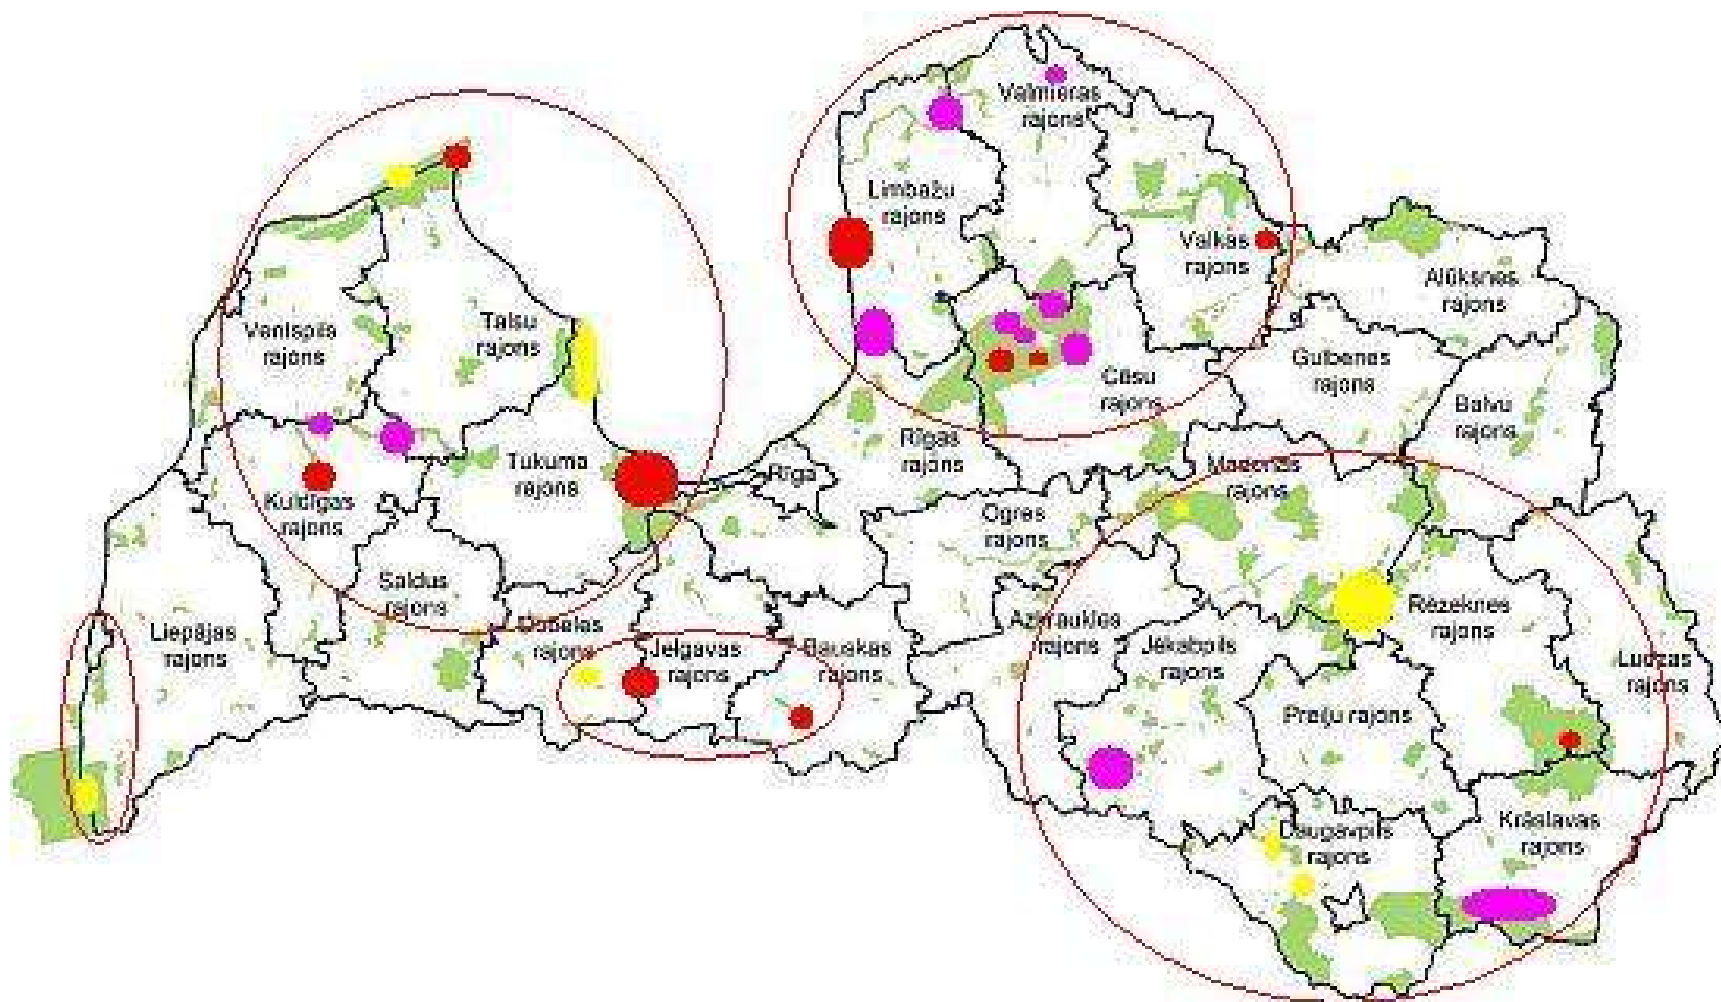 Valmieras
rajons
Limbažu
rajons
Valkas
rajons
Alūksnes
rajons
Ventspils
rajons
Talsu
rajons
Gulbenes
rajons
Cēsu
rajons
Balvu
rajons
Rīgas
rajons
Rīga
Tukuma
rajons
Madonas
rajons
Kuldīgas
rajons
Ogres
rajons
Saldus
rajons
Rēzeknes
rajons
Liepājas
rajons
Dobeles
rajons
Jelgavas
rajons
Bauskas
rajons
Aizkraukles
rajons
Jēkabpils
rajons
Ludzas
rajons
Preiļu rajons
Daugavpils
rajons
Krāslavas
rajons